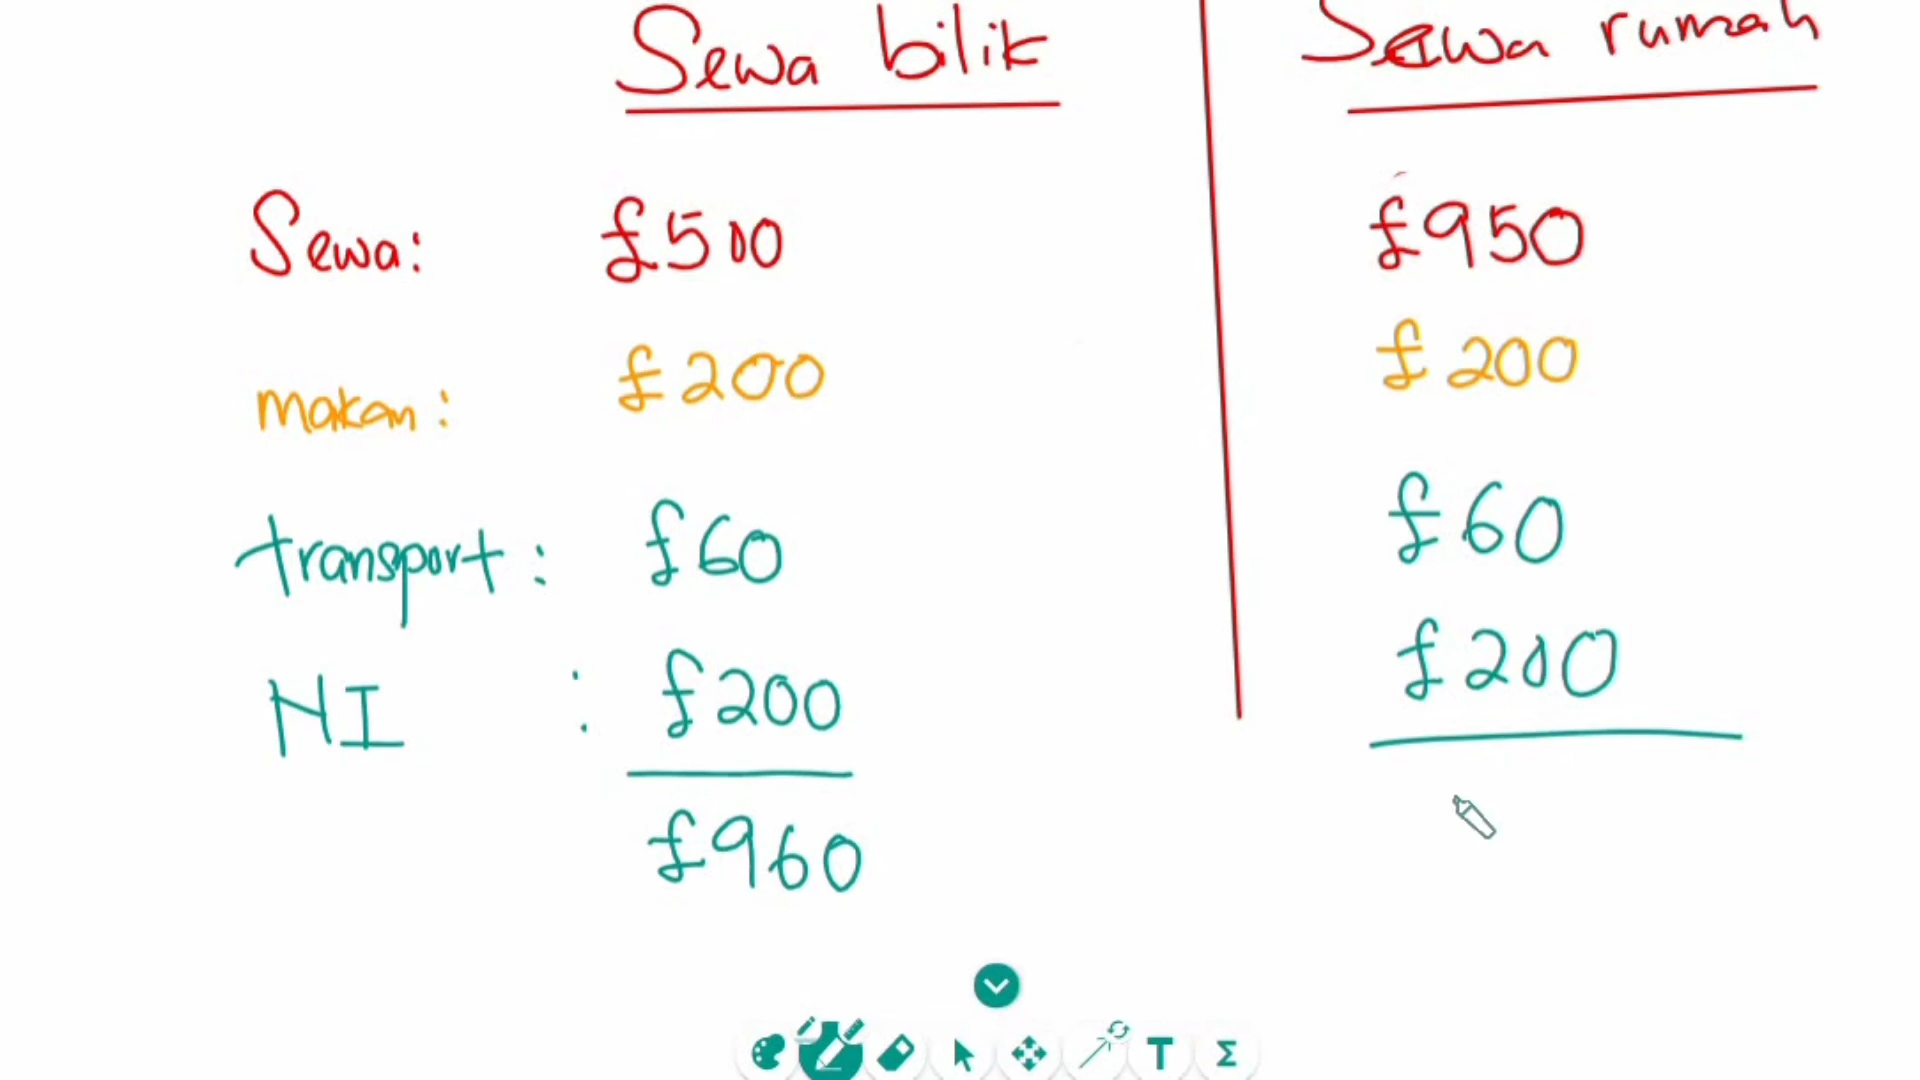 Sewa bilik Sewa rumah
Sewa: £500 £950
makan: £200 £200
transport: £60 £60
NI : £200 £200
£960
T Σ